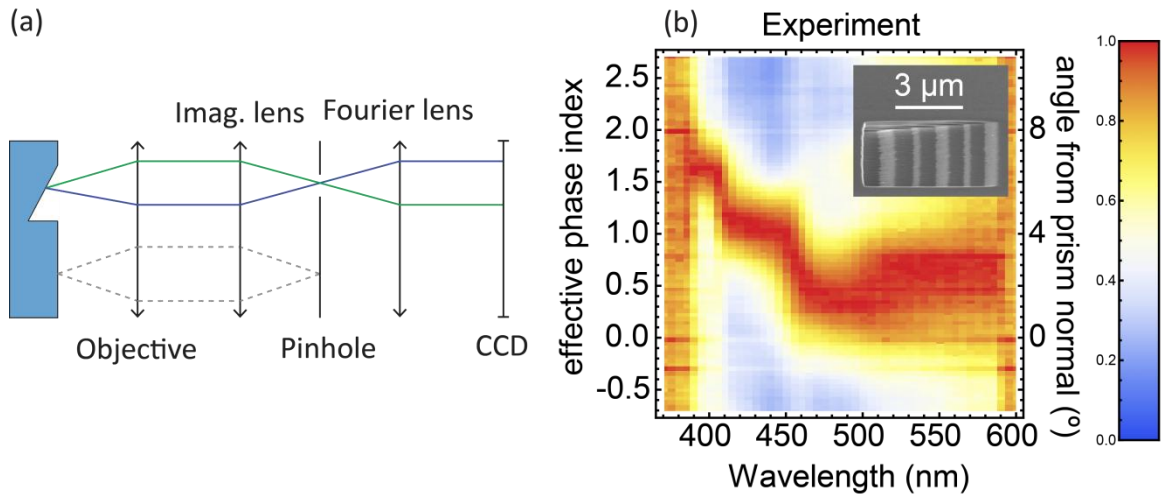 (a)
Imag. lens
Fourier lens
Objective
Pinhole
CCD
(b)
Experiment
effective phase index
2.5
2.0
1.5
1.0
0.5
0.0
-0.5
3 µm
400
450
500
550
600
Wavelength (nm)
8
4
0
angle from prism normal (º)
1.0
0.8
0.6
0.4
0.2
0.0